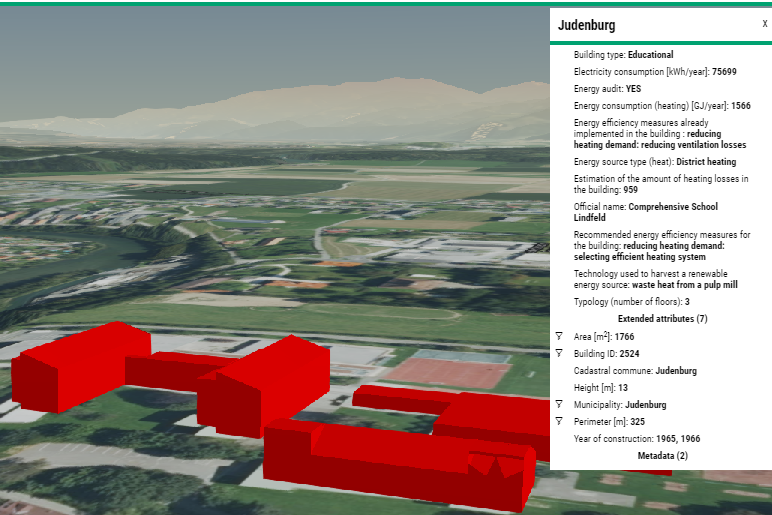 Judenburg
X
Building type: Educational
Electricity consumption [kWh/year]: 75699
Energy audit: YES
Energy consumption (heating) [GJ/year]: 1566
Energy efficiency measures already
implemented in the building : reducing
heating demand: reducing ventilation losses
Energy source type (heat): District heating
Estimation of the amount of heating losses in
the building: 959
Official name: Comprehensive School
Lindfeld
Recommended energy efficiency measures for
the building: reducing heating demand:
selecting efficient heating system
Technology used to harvest a renewable
energy source: waste heat from a pulp mill
Typology (number of floors): 3
Extended attributes (7)
Area [m²]: 1766
Building ID: 2524
Cadastral commune: Judenburg
Height [m]: 13
Municipality: Judenburg
Perimeter [m]: 325
Year of construction: 1965, 1966
Metadata (2)